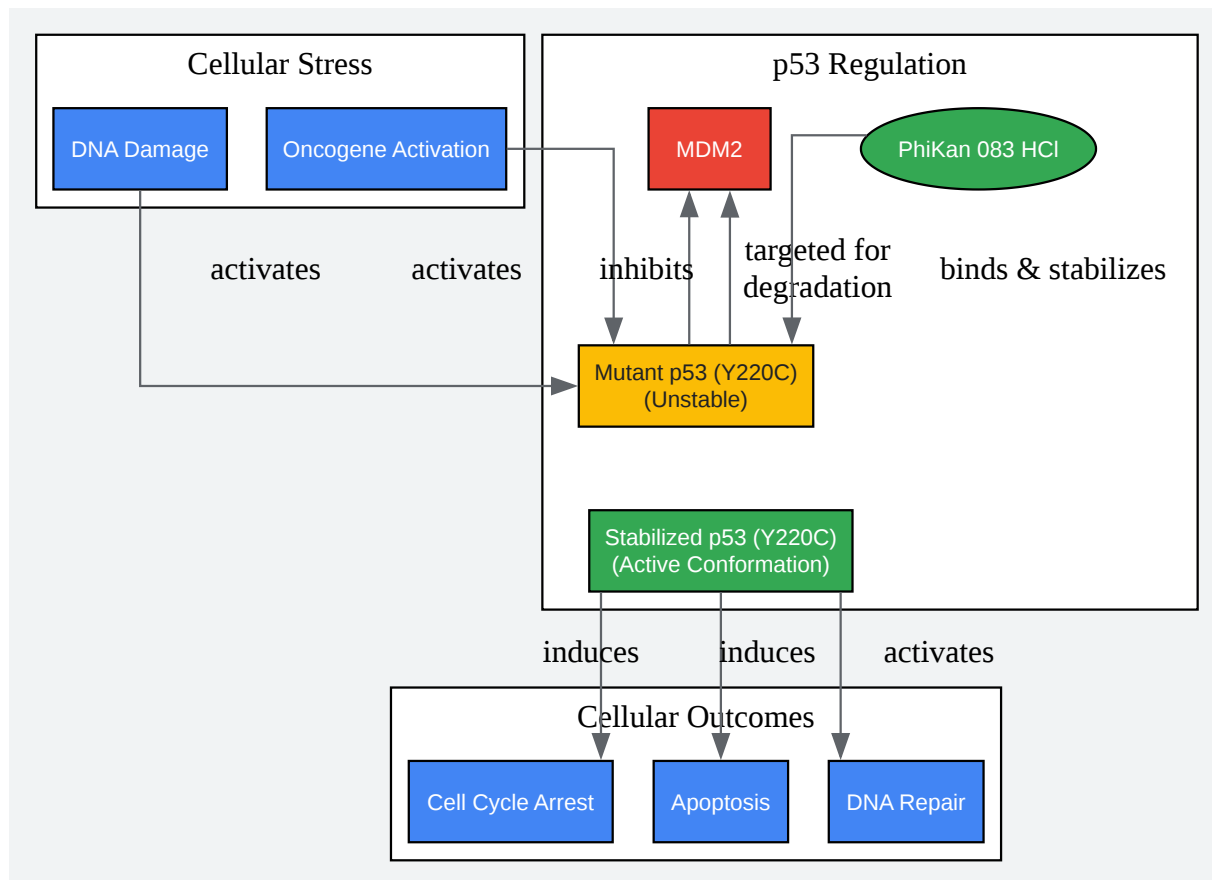 Cellular Stress
p53 Regulation
DNA Damage
Oncogene Activation
MDM2
PhiKan 083 HCl
activates
activates
inhibits
targeted for
degradation
binds & stabilizes
Mutant p53 (Y220C)
(Unstable)
Stabilized p53 (Y220C)
(Active Conformation)
induces
induces
activates
Cellular Outcomes
Cell Cycle Arrest
Apoptosis
DNA Repair